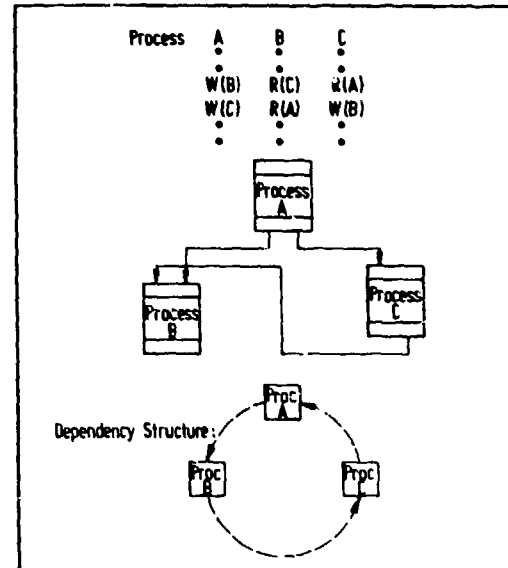 Process A B C
W(B) R(C) R(A)
W(C) R(A) W(B)
Process
A
Process
B
Process
C
Proc
A
Dependency Structure:
Proc
B
Proc
C